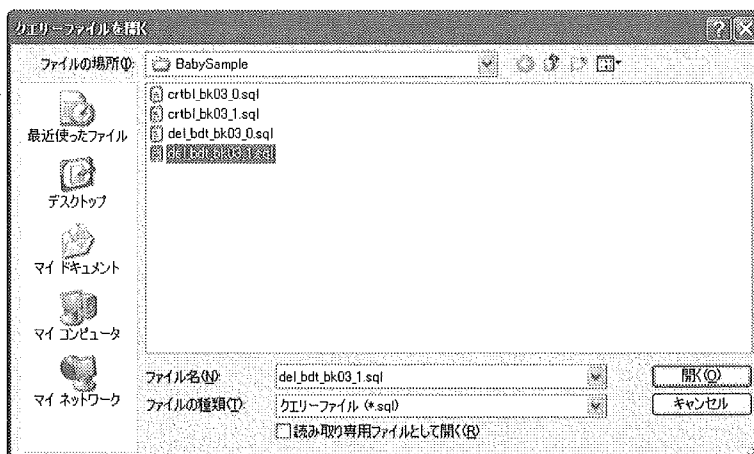 クエリーファイルを開く
ファイルの場所(I):
BabySample
最近使ったファイル
デスクトップ
マイ ドキュメント
マイ コンピュータ
マイ ネットワーク
crtbl_bk03_0.sql
crtbl_bk03_1.sql
del_bdt_bk03_0.sql
del_bdt_bk03_1.sql
ファイル名(N):
del_bdt_bk03_1.sql
開く(O)
ファイルの種類(T):
クエリーファイル (*.sql)
キャンセル
読み取り専用ファイルとして開く(R)